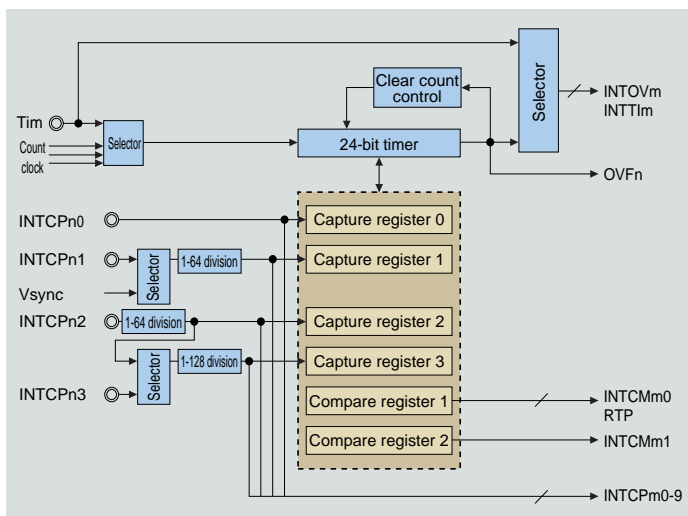 Clear count
control
Selector
INTOVm
INTTIm
Tim
Count
clock
Selector
24-bit timer
OVFn
INTCPn0
Capture register 0
INTCPn1
Selector
1-64 division
Capture register 1
Vsync
INTCPn2
1-64 division
Capture register 2
Selector
1-128 division
Capture register 3
INTCPn3
Compare register 1
INTCMm0
RTP
Compare register 2
INTCMm1
INTCPm0-9